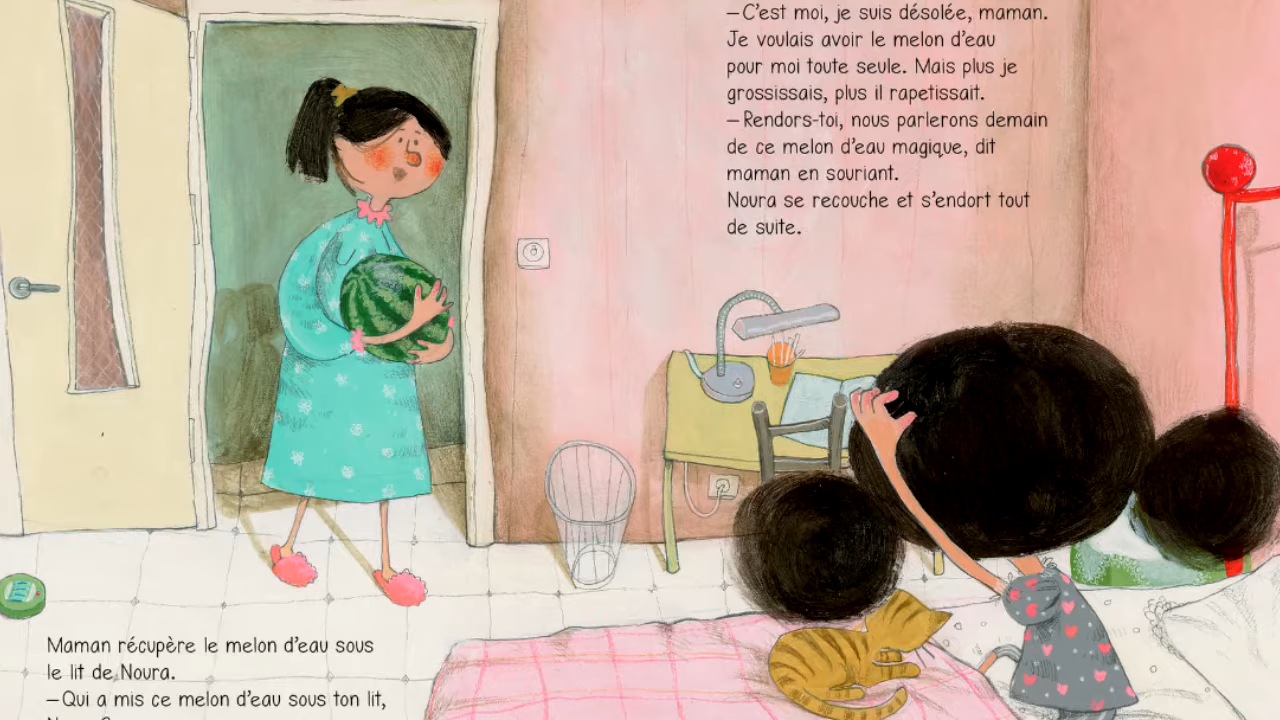 Maman récupère le melon d'eau sous
le lit de Noura.
– Qui a mis ce melon d'eau sous ton lit,
– C'est moi, je suis désolée, maman.
Je voulais avoir le melon d'eau
pour moi toute seule. Mais plus je
grossissais, plus il rapetissait.
– Rendors-toi, nous parlerons demain
de ce melon d'eau magique, dit
maman en souriant.
Noura se recouche et s'endort tout
de suite.